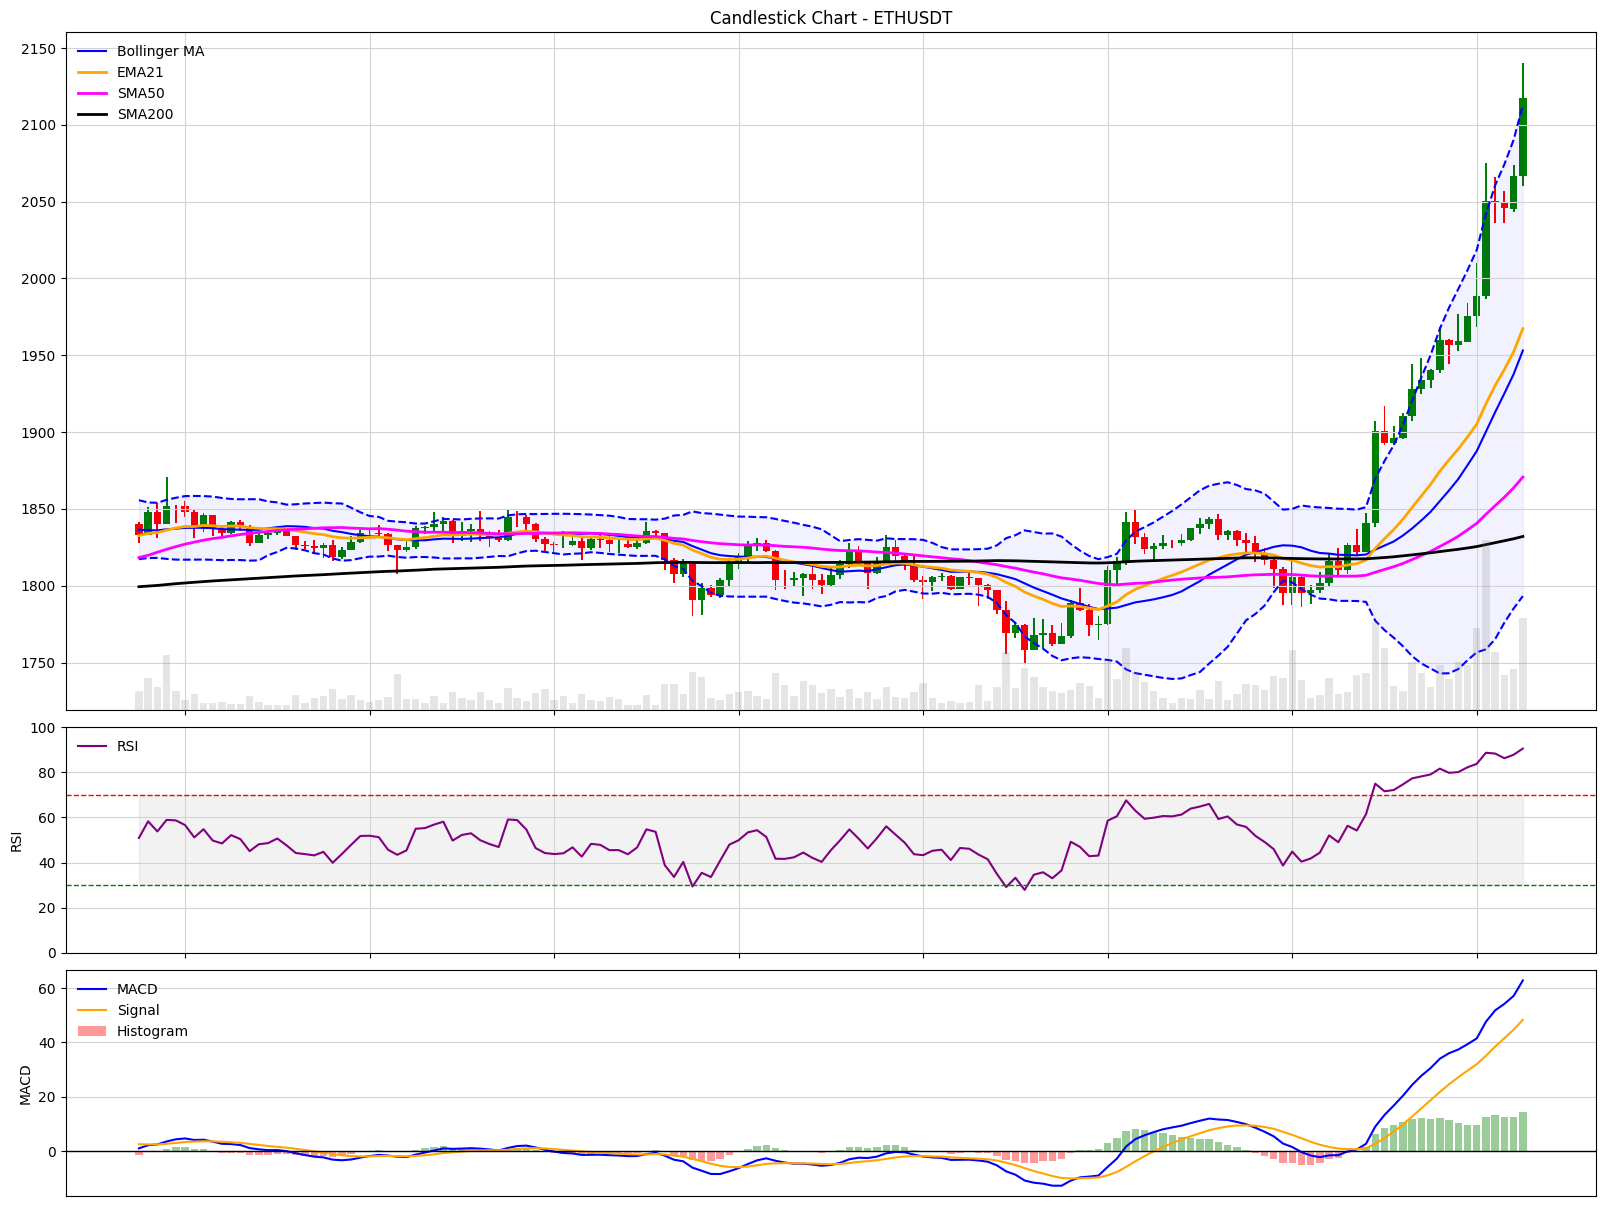 Candlestick Chart - ETHUSDT
Bollinger MA
EMA21
SMA50
SMA200
2150
2100
2050
2000
1950
1900
1850
1800
1750
RSI
100
80
60
40
20
0
RSI
MACD
Signal
Histogram
60
40
20
0
MACD